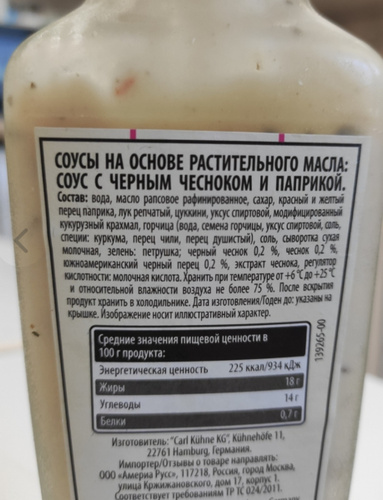 СОУСЫ НА ОСНОВЕ РАСТИТЕЛЬНОГО МАСЛА:
СОУС С ЧЕРНЫМ ЧЕСНОКОМ И ПАПРИКОЙ.
Состав: вода, масло рапсовое рафинированное, сахар, красный и желтый
перец паприка, лук репчатый, цуккини, уксус спиртовой, модифицированный
кукурузный крахмал, горчица (вода, семена горчицы, уксус спиртовой, соль,
специи: куркума, перец чили, перец душистый), соль, сыворотка сухая
молочная, зелень: петрушка; черный чеснок 0,2 %, чеснок 0,2 %,
южноамериканский черный перец 0,2 %, экстракт чеснока, регулятор
кислотности: молочная кислота. Хранить при температуре от +6°С до +25 °С
и относительной влажности воздуха не более 75 %. После вскрытия
продукт хранить в холодильнике. Дата изготовления/Годен до: указаны на
крышке. Изображение носит иллюстративный характер.
Средние значения пищевой ценности в
100 г продукта:
Энергетическая ценность 225 ккал/934 кДж
Жиры 18 г
Углеводы 14 г
Белки 0,7 г
139265-00
Изготовитель: "Carl Kühne KG", Kühnehöfe 11,
22761 Hamburg, Германия.
Импортер/Отзывы о товаре направлять:
ООО «Америа Русс», 117218, Россия, город Москва,
улица Кржижановского, дом 17, корпус 1.
Соответствует требованиям ТР ТС 024/2011.